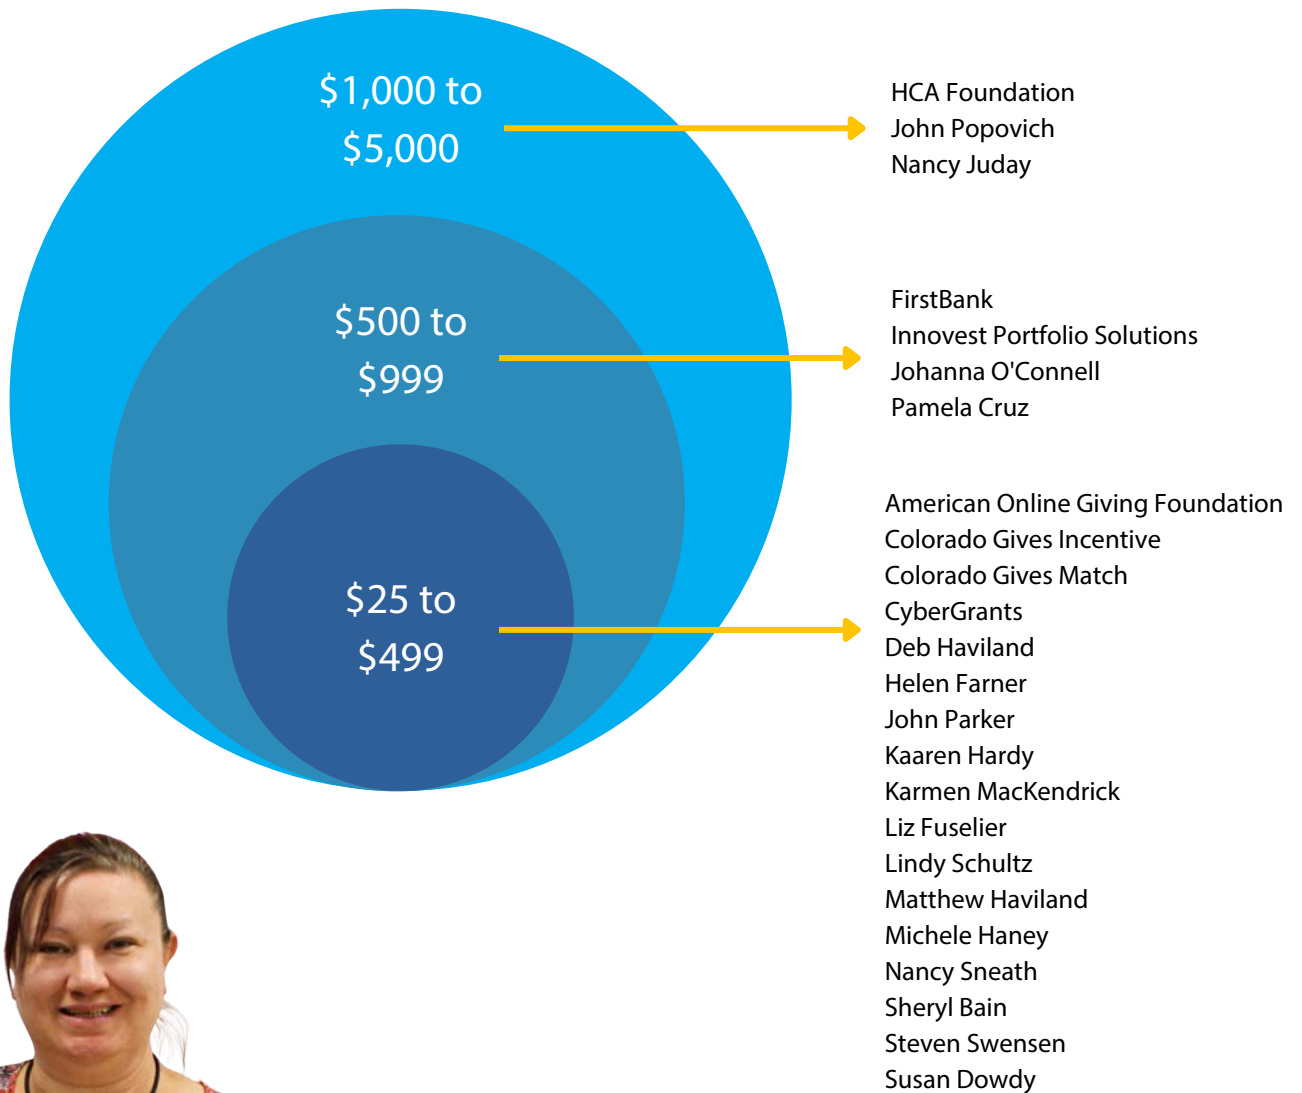 $1,000 to
$5,000
HCA Foundation
John Popovich
Nancy Juday
$500 to
$999
FirstBank
Innovest Portfolio Solutions
Johanna O'Connell
Pamela Cruz
$25 to
$499
American Online Giving Foundation
Colorado Gives Incentive
Colorado Gives Match
CyberGrants
Deb Haviland
Helen Farner
John Parker
Kaaren Hardy
Karmen MacKendrick
Liz Fuselier
Lindy Schultz
Matthew Haviland
Michele Haney
Nancy Sneath
Sheryl Bain
Steven Swensen
Susan Dowdy